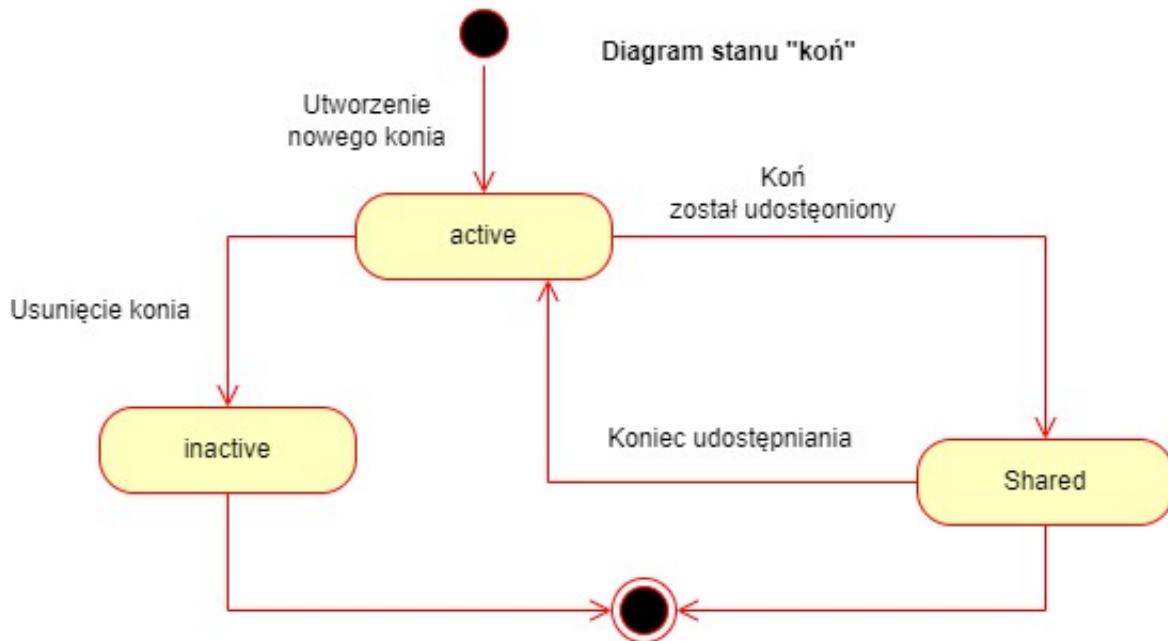 Diagram stanu "koń"
Utworzenie
nowego konia
Koń
został udostęoniony
active
Usunięcie konia
inactive
Koniec udostępniania
Shared